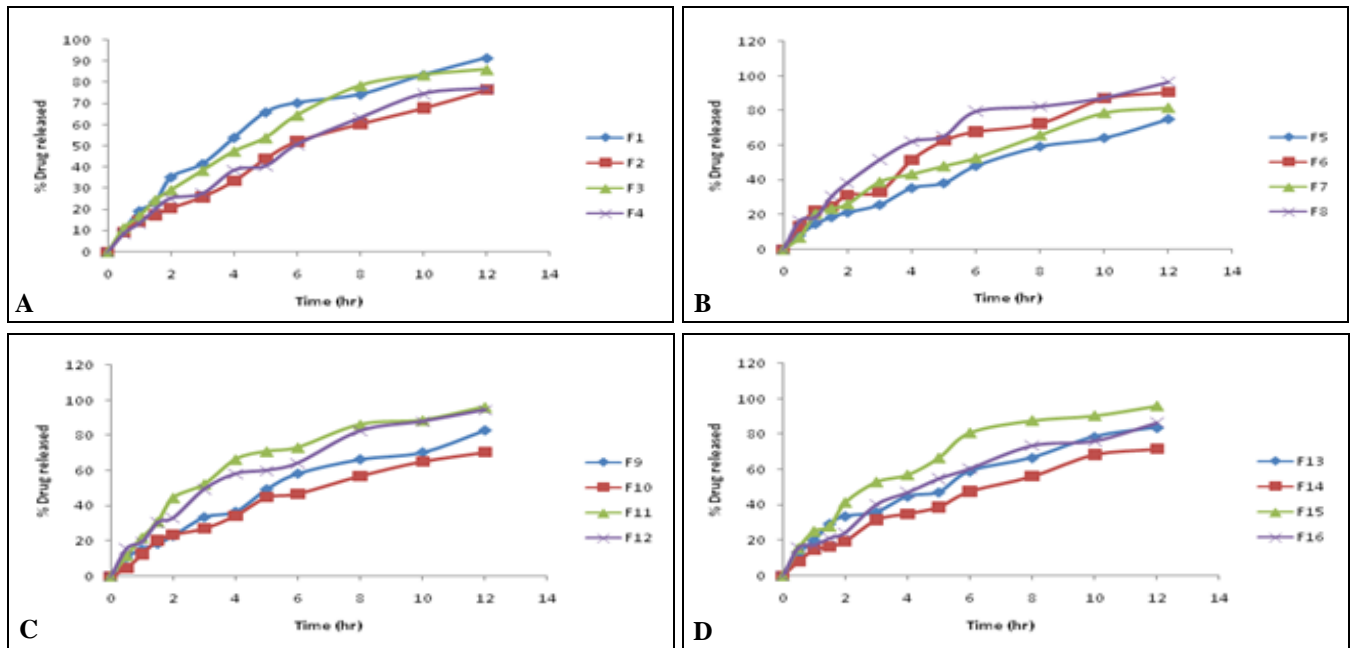 100
90
80
70
60
50
40
30
20
10
0
% Drug released
0 2 4 6 8 10 12 14
Time (hr)
F1
F2
F3
F4
A
120
100
80
60
40
20
0
% Drug released
0 2 4 6 8 10 12 14
Time (hr)
F5
F6
F7
F8
B
120
100
80
60
40
20
0
% Drug released
0 2 4 6 8 10 12 14
Time (hr)
F9
F10
F11
F12
C
120
100
80
60
40
20
0
% Drug released
0 2 4 6 8 10 12 14
Time (hr)
F13
F14
F15
F16
D